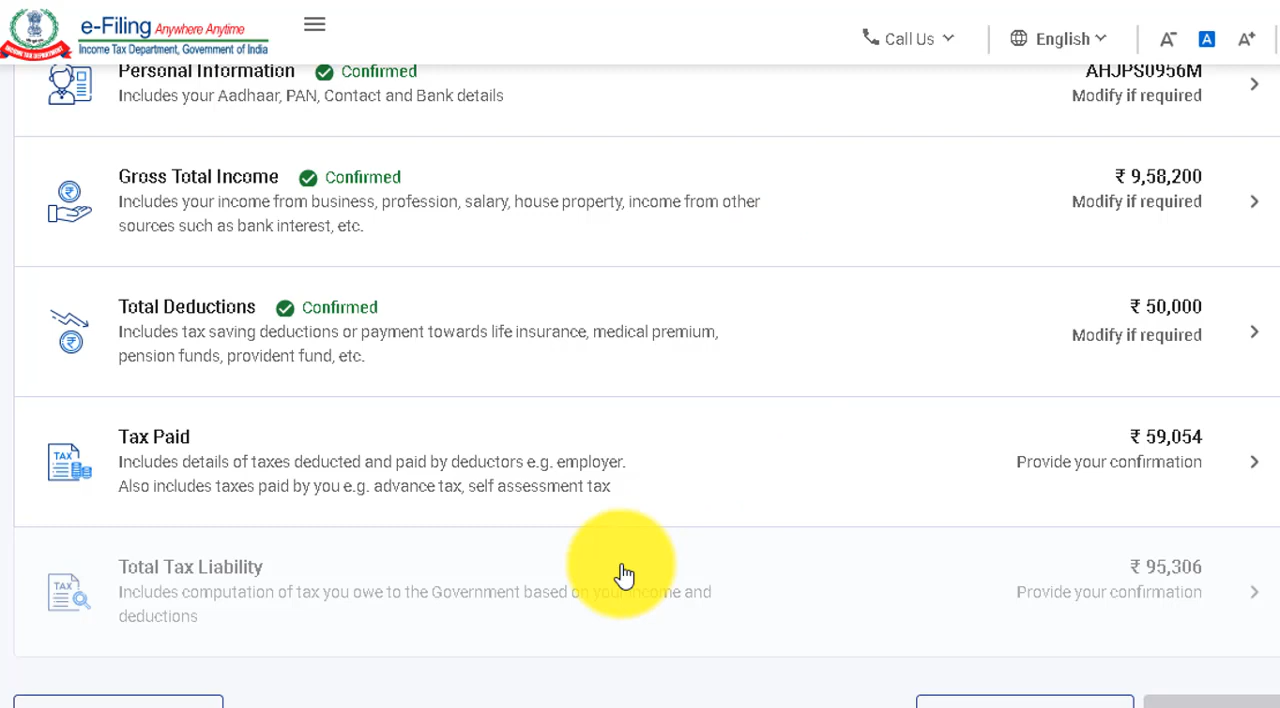 e-Filing Anywhere Anytime
Income Tax Department, Government of India
INCOME TAX DEPARTMENT
Call Us
English
A-
A
A+
Personal Information Confirmed
AHJPS0956M
Includes your Aadhaar, PAN, Contact and Bank details
Modify if required
Gross Total Income Confirmed
₹ 9,58,200
Includes your income from business, profession, salary, house property, income from other
Modify if required
sources such as bank interest, etc.
Total Deductions Confirmed
₹ 50,000
Includes tax saving deductions or payment towards life insurance, medical premium,
Modify if required
pension funds, provident fund, etc.
TAX
Tax Paid
₹ 59,054
Includes details of taxes deducted and paid by deductors e.g. employer.
Provide your confirmation
Also includes taxes paid by you e.g. advance tax, self assessment tax
TAX
Total Tax Liability
₹ 95,306
Includes computation of tax you owe to the Government based on your income and
Provide your confirmation
deductions